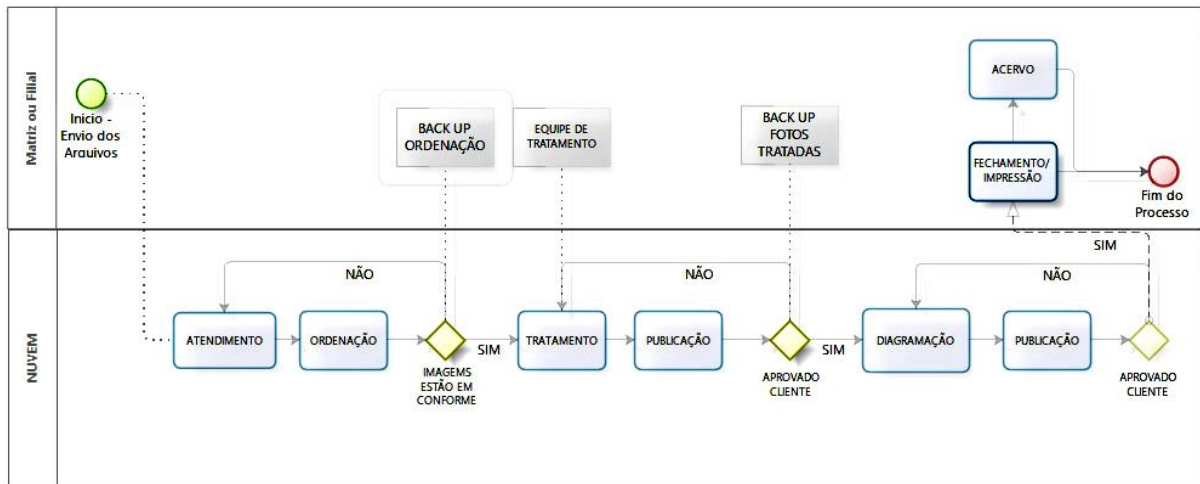 Matriz ou Filial
Inicio -
Envio dos
Arquivos
BACK UP
ORDENAÇÃO
EQUIPE DE
TRATAMENTO
BACK UP
FOTOS
TRATADAS
ACERVO
FECHAMENTO/
IMPRESSÃO
Fim do
Processo
SIM
NUVEM
NÃO
NÃO
NÃO
ATENDIMENTO
ORDENAÇÃO
SIM
TRATAMENTO
PUBLICAÇÃO
SIM
DIAGRAMAÇÃO
PUBLICAÇÃO
IMAGEMS
ESTÃO EM
CONFORME
APROVADO
CLIENTE
APROVADO
CLIENTE